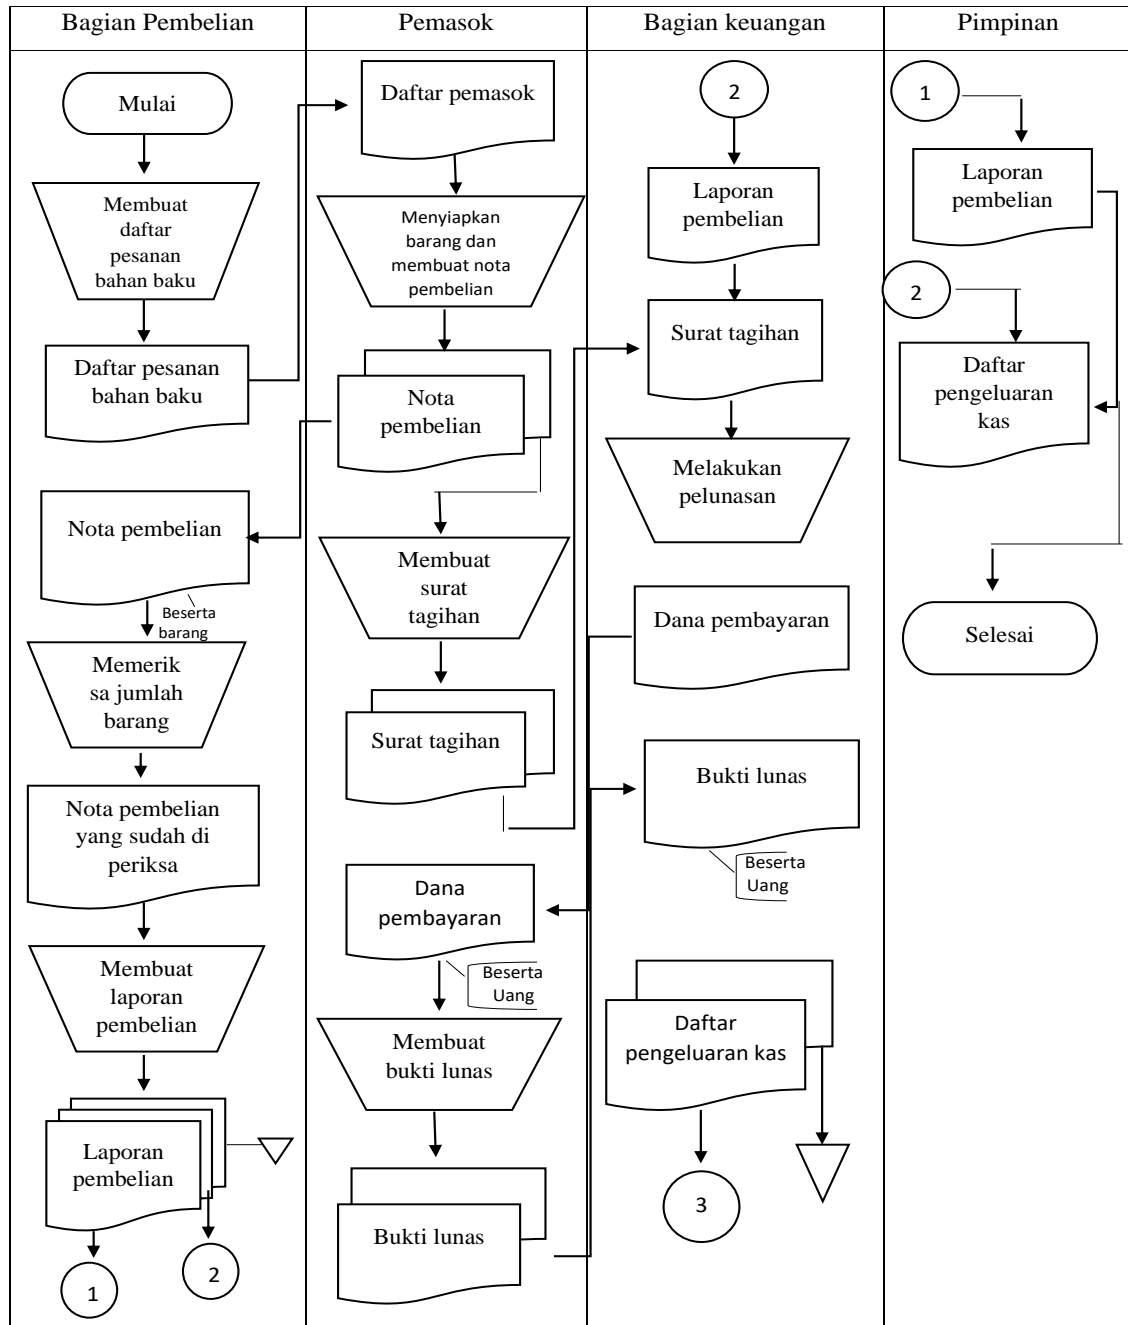 Bagian Pembelian
Pemasok
Bagian keuangan
Pimpinan
Mulai
Membuat
daftar
pesanan
bahan baku
Daftar pesanan
bahan baku
Nota pembelian
Beserta
barang
Memerik
sa jumlah
barang
Nota pembelian
yang sudah di
periksa
Membuat
laporan
pembelian
Laporan
pembelian
1
2
Daftar pemasok
Menyiapkan
barang dan
membuat nota
pembelian
Nota
pembelian
Membuat
surat
tagihan
Surat tagihan
Dana
pembayaran
Beserta
Uang
Membuat
bukti lunas
Bukti lunas
2
Laporan
pembelian
Surat tagihan
Melakukan
pelunasan
Dana pembayaran
Bukti lunas
Beserta
Uang
Daftar
pengeluaran kas
3
1
Laporan
pembelian
2
Daftar
pengeluaran
kas
Selesai